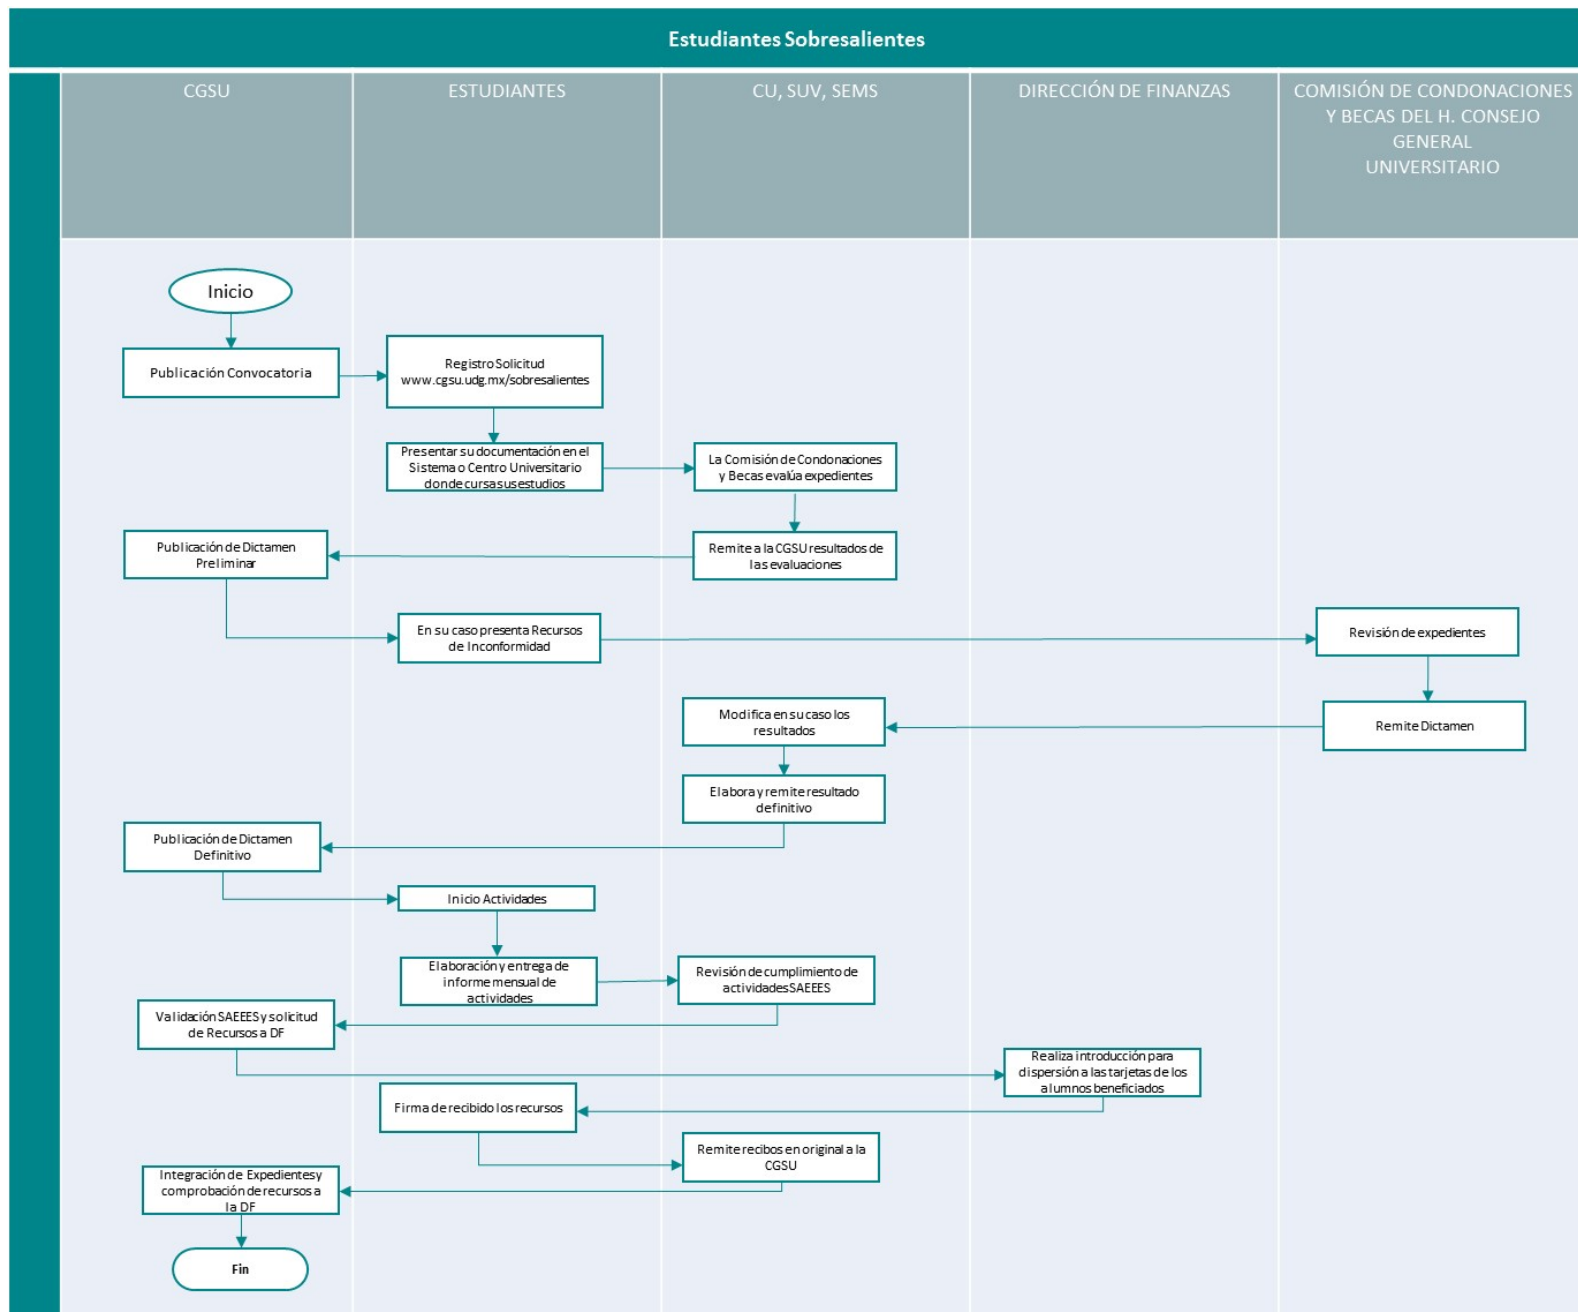 Estudiantes Sobresalientes
CGSU
ESTUDIANTES
CU, SUV, SEMS
DIRECCIÓN DE FINANZAS
COMISIÓN DE CONDONACIONES
Y BECAS DEL H. CONSEJO
GENERAL
UNIVERSITARIO
Inicio
Publicación Convocatoria
Registro Solicitud
www.cgsu.udg.mx/sobresalientes
Presentar su documentación en el
Sistema o Centro Universitario
donde cursa sus estudios
La Comisión de Condonaciones
y Becas evalúa expedientes
Remite a la CGSU resultados de
las evaluaciones
Publicación de Dictamen
Preliminar
En su caso presenta Recursos
de Inconformidad
Revisión de expedientes
Remite Dictamen
Modifica en su caso los
resultados
Elabora y remite resultado
definitivo
Publicación de Dictamen
Definitivo
Inicio Actividades
Elaboración y entrega de
informe mensual de
actividades
Revisión de cumplimiento de
actividades SAEEES
Validación SAEEES y solicitud
de Recursos a DF
Realiza introducción para
dispersión a las tarjetas de los
alumnos beneficiados
Firma de recibido los recursos
Remite recibos en original a la
CGSU
Integración de Expedientes y
comprobación de recursos a
la DF
Fin